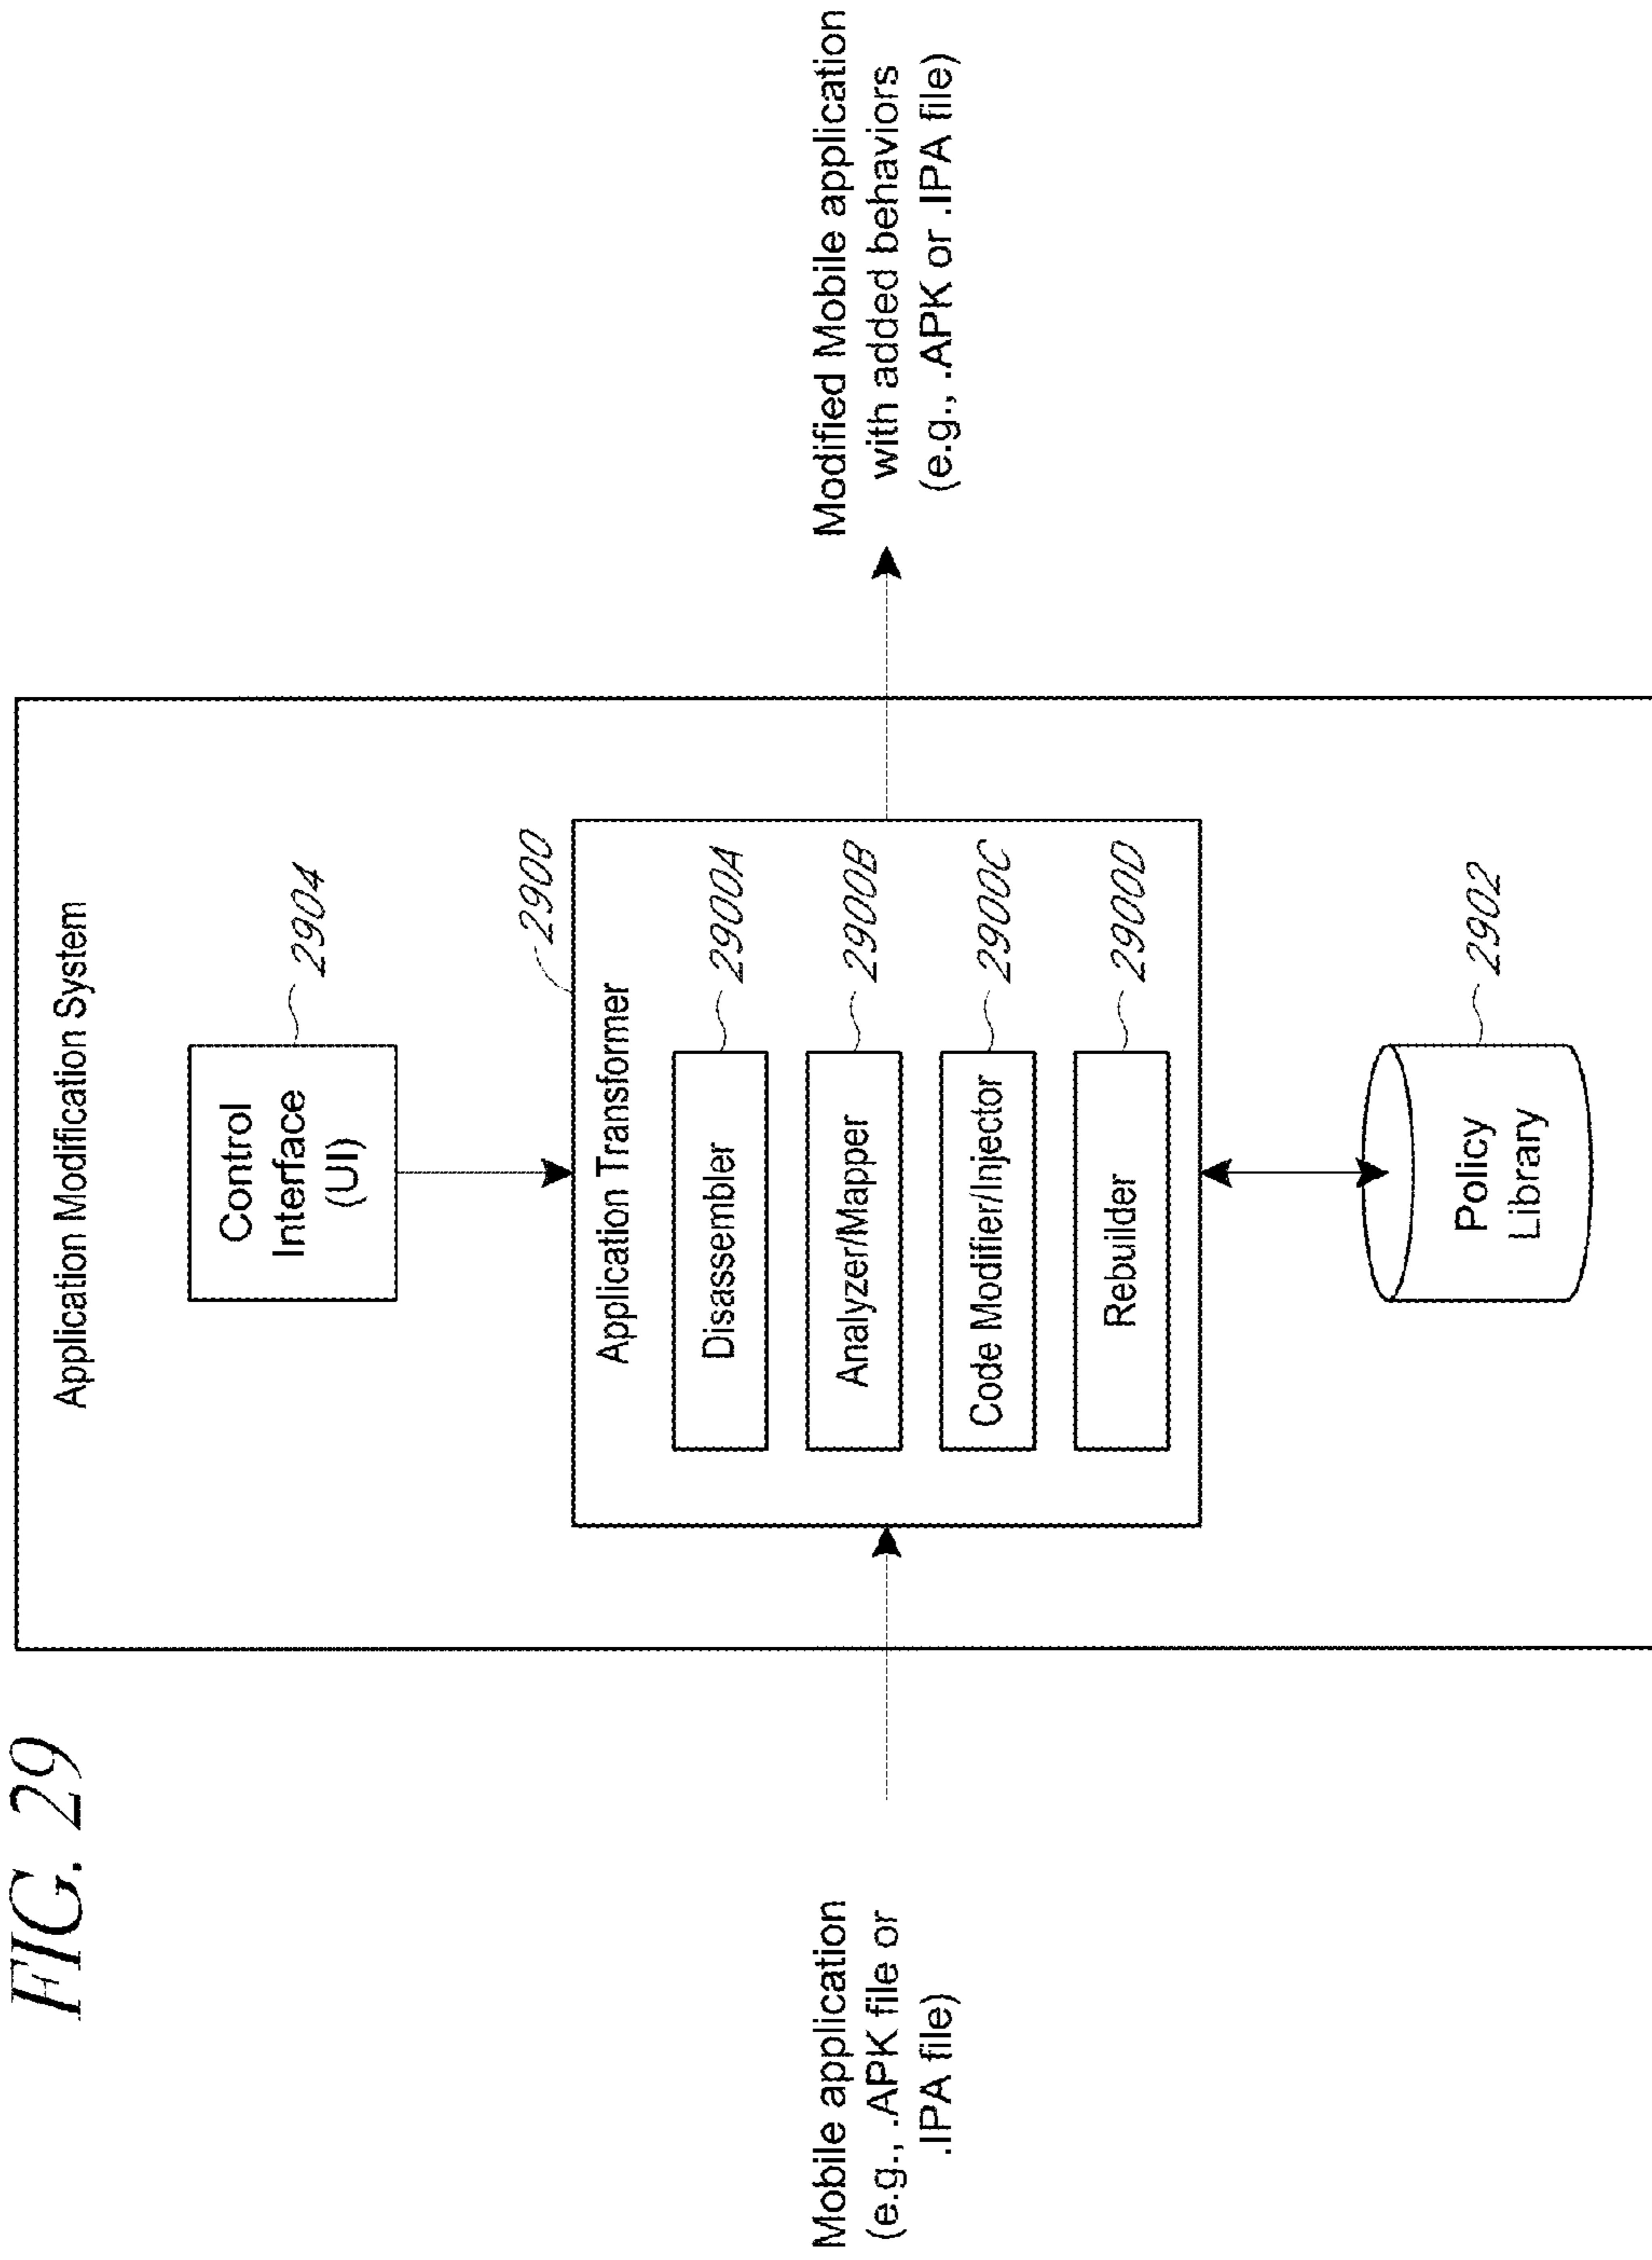 FIG. 29
Application Modification System
Control
Interface
(UI)
2904
2900
Application Transformer
Disassembler
2900A
Analyzer/Mapper
2900B
Code Modifier/Injector
2900C
Rebuilder
2900D
Policy
Library
2902
Mobile application
(e.g., .APK file or
.IPA file)
Modified Mobile application
with added behaviors
(e.g., .APK or .IPA file)